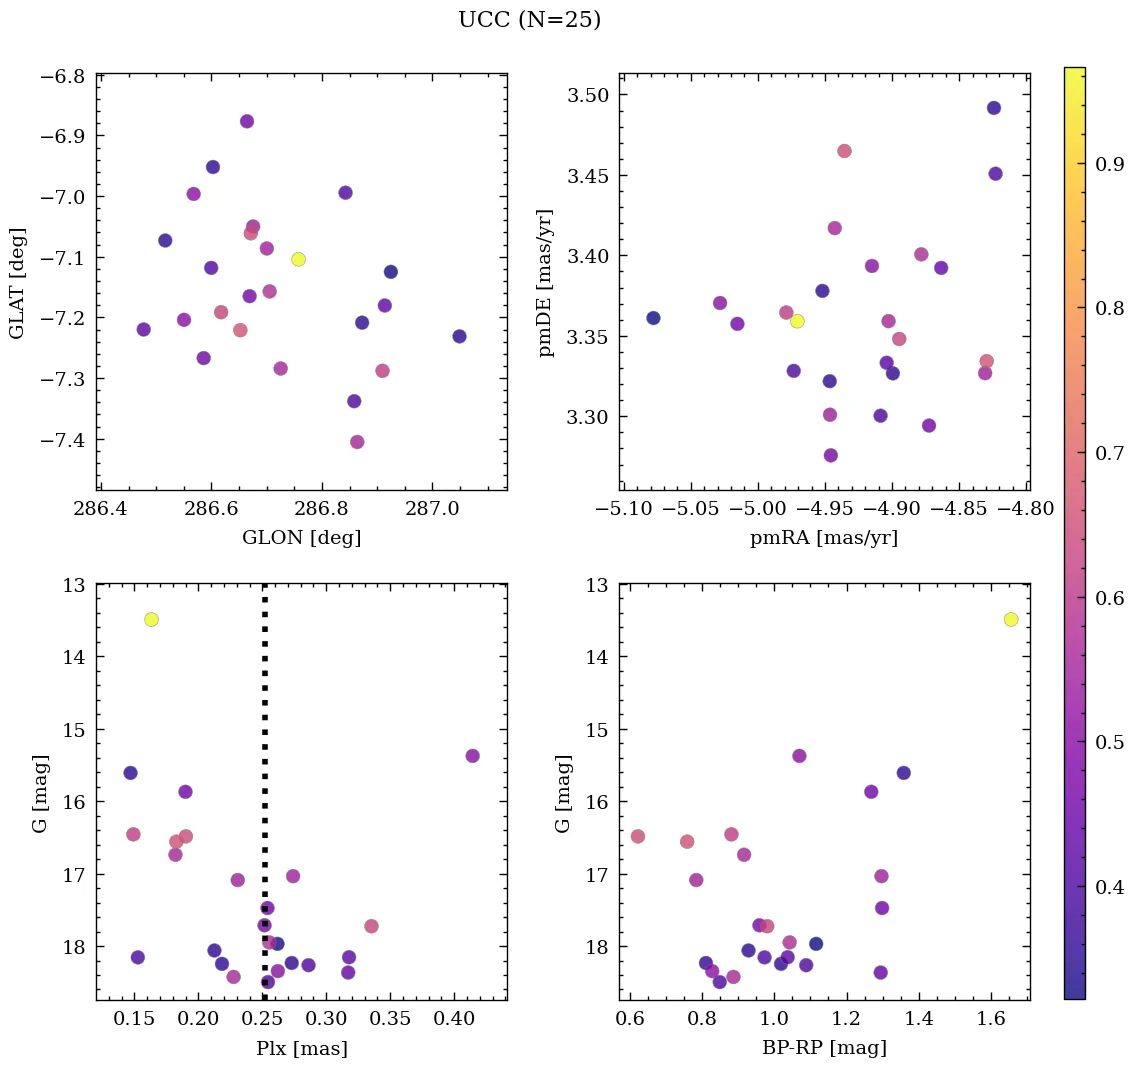 UCC (N=25)
−6.8
−6.9
−7.0
−7.1
−7.2
−7.3
−7.4
GLAT [deg]
286.4 286.6 286.8 287.0
GLON [deg]
3.50
3.45
3.40
3.35
3.30
pmDE [mas/yr]
−5.10 −5.05 −5.00 −4.95 −4.90 −4.85 −4.80
pmRA [mas/yr]
13
14
15
16
17
18
G [mag]
0.15 0.20 0.25 0.30 0.35 0.40
Plx [mas]
13
14
15
16
17
18
G [mag]
0.6 0.8 1.0 1.2 1.4 1.6
BP-RP [mag]
0.9
0.8
0.7
0.6
0.5
0.4